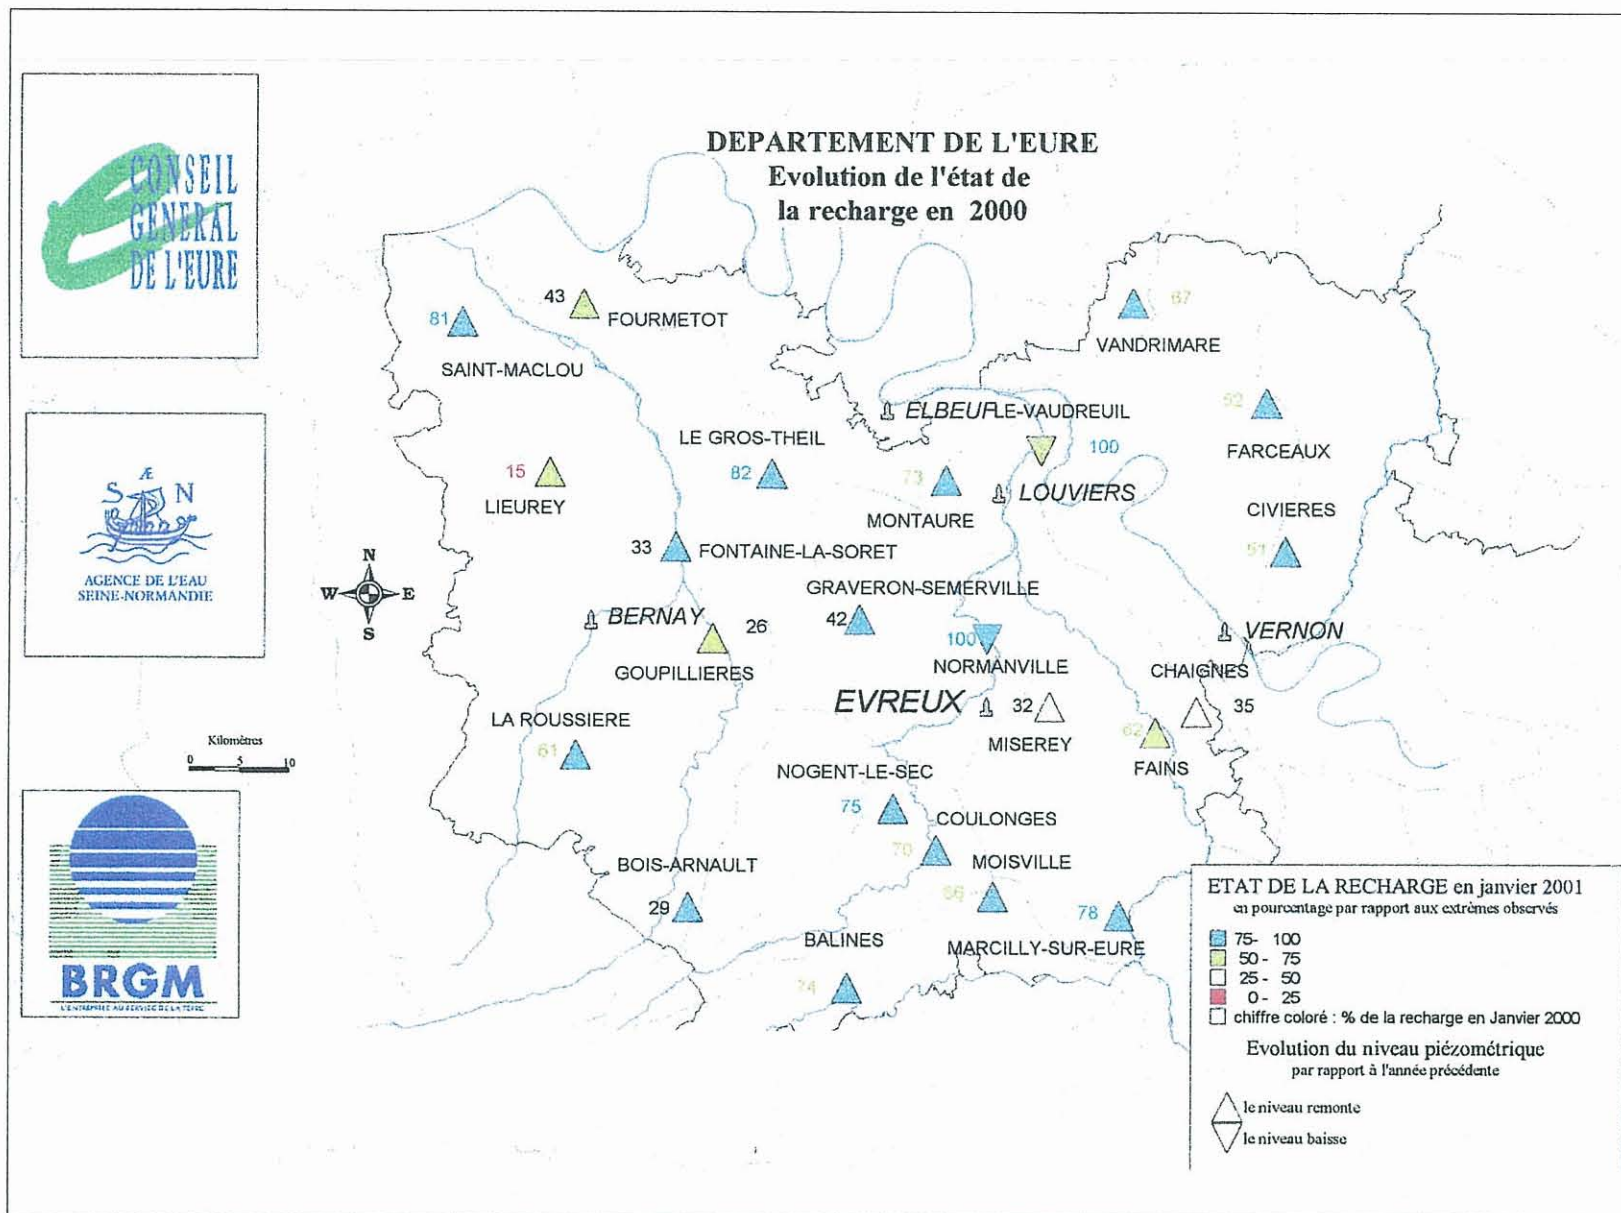 DEPARTEMENT DE L'EURE
Evolution de l'état de
la recharge en 2000
CONSEIL
GENERAL
DE L'EURE
Æ
S N
AGENCE DE L'EAU
SEINE-NORMANDIE
BRGM
L'ENTREPRISE AU SERVICE DE LA TERRE
N
W E
S
Kilomètres
0 5 10
81
SAINT-MACLOU
43
FOURMETOT
67
VANDRIMARE
52
FARCEAUX
ELBEUF
LE-VAUDREUIL
100
LE GROS-THEIL
82
15
LIEUREY
73
MONTAURE
LOUVIERS
CIVIERES
51
33
FONTAINE-LA-SORET
GRAVERON-SEMERVILLE
42
BERNAY
26
GOUPILLIERES
100
NORMANVILLE
VERNON
CHAIGNES
35
EVREUX
32
MISEREY
62
FAINS
LA ROUSSIERE
61
NOGENT-LE-SEC
75
COULONGES
70
MOISVILLE
BOIS-ARNAULT
29
78
MARCILLY-SUR-EURE
BALINES
ETAT DE LA RECHARGE en janvier 2001
en pourcentage par rapport aux extrêmes observés
75- 100
50 - 75
25 - 50
0 - 25
chiffre coloré : % de la recharge en Janvier 2000
Evolution du niveau piézométrique
par rapport à l'année précédente
le niveau remonte
le niveau baisse